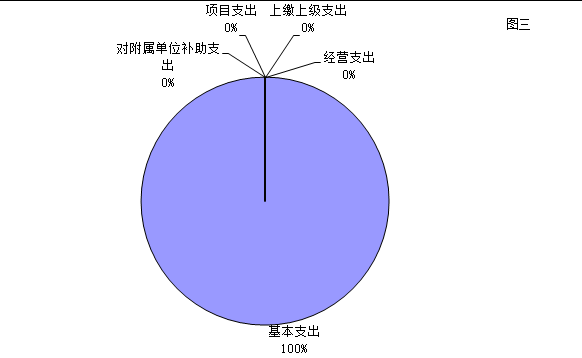 项目支出
0%
上缴上级支出
0%
图三
对附属单位补助支
出
0%
经营支出
0%
基本支出
100%